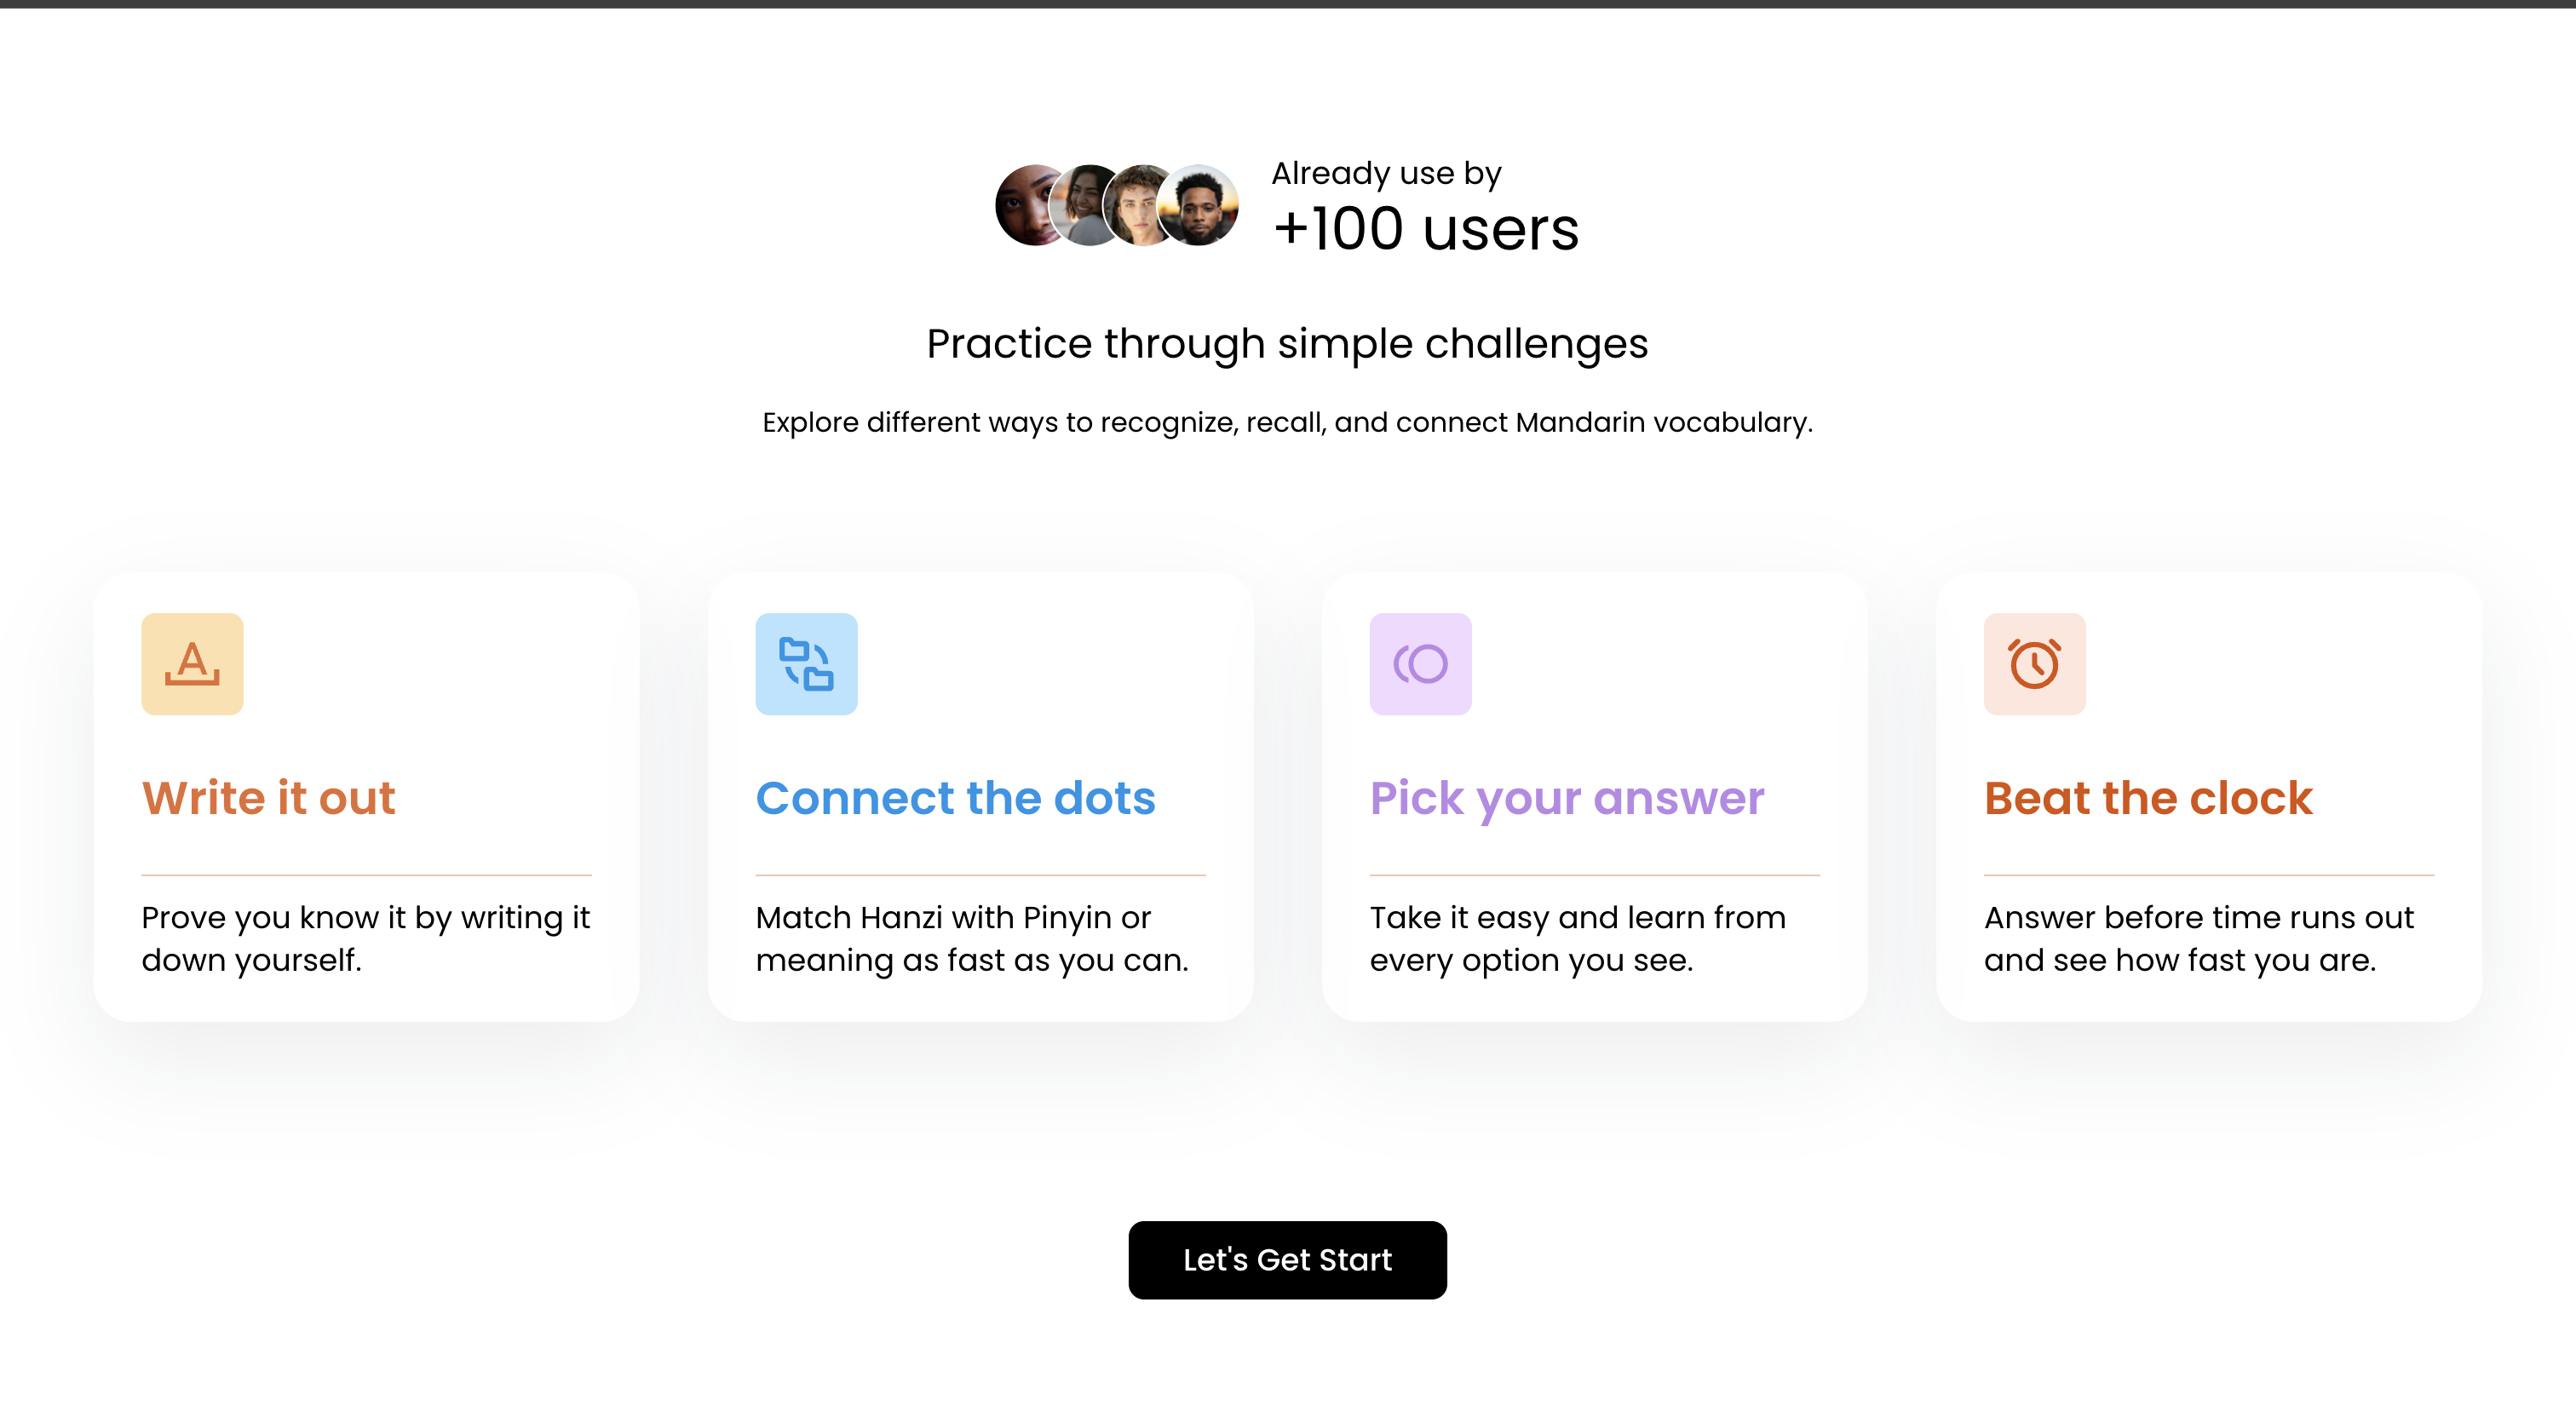 Already use by
+100 users
Practice through simple challenges
Explore different ways to recognize, recall, and connect Mandarin vocabulary.
Write it out
Prove you know it by writing it
down yourself.
Connect the dots
Match Hanzi with Pinyin or
meaning as fast as you can.
Pick your answer
Take it easy and learn from
every option you see.
Beat the clock
Answer before time runs out
and see how fast you are.
Let's Get Start